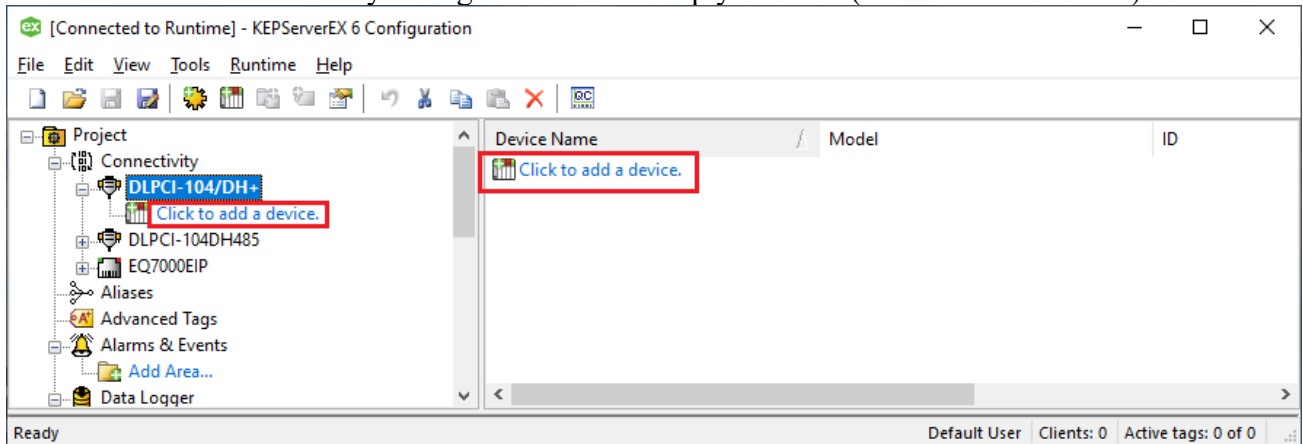 [Connected to Runtime] - KEPServerEX 6 Configuration
File Edit View Tools Runtime Help
Project
Connectivity
DLPCI-104/DH+
Click to add a device.
DLPCI-104DH485
EQ7000EIP
Aliases
Advanced Tags
Alarms & Events
Add Area...
Data Logger
Device Name Model ID
Click to add a device.
Ready Default User Clients: 0 Active tags: 0 of 0